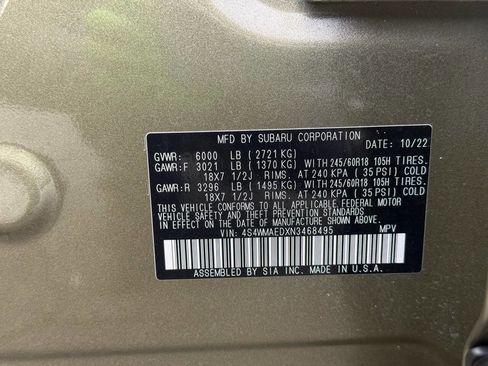 MFD BY SUBARU CORPORATION DATE: 10/22
GVWR: 6000 LB (2721 KG)
GAWR:F 3021 LB (1370 KG) WITH 245/60R18 105H TIRES.
18X7 1/2J RIMS. AT 240 KPA ( 35 PSI) COLD
GAWR:R 3296 LB (1495 KG) WITH 245/60R18 105H TIRES.
18X7 1/2J RIMS. AT 240 KPA ( 35 PSI) COLD
THIS VEHICLE CONFORMS TO ALL APPLICABLE FEDERAL MOTOR
VEHICLE SAFETY AND BUMPER STANDARDS
IN EFFECT ON THE DATE OF
MANUFACTURE SHOWN ABOVE.
VIN: 4S4WMAEDXN3468495 MPV
ASSEMBLED BY SIA INC. MADE IN U.S.A.